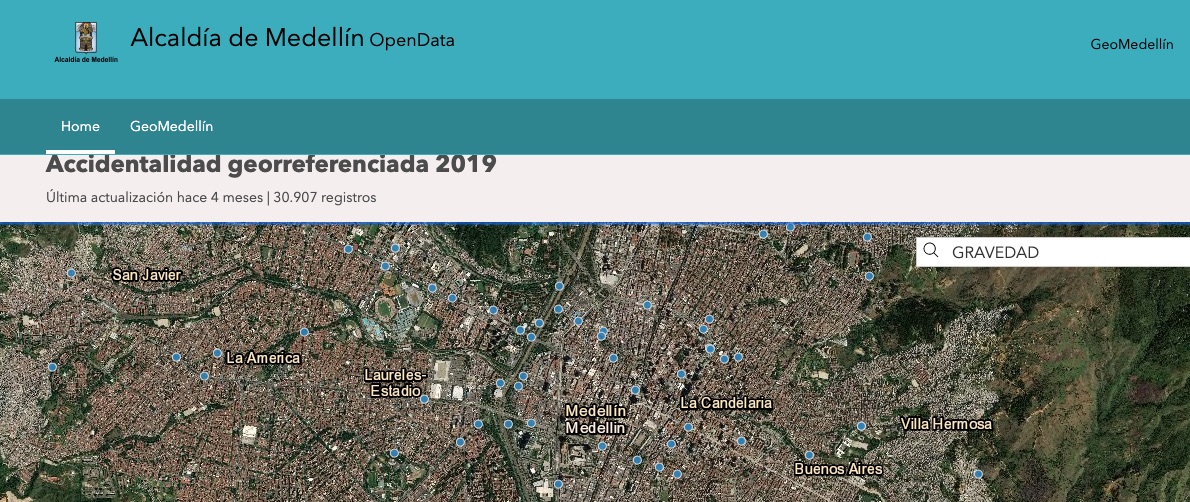 Alcaldía de Medellín OpenData
Alcaldía de Medellín
GeoMedellín
Home GeoMedellín
Accidentalidad georreferenciada 2019
Última actualización hace 4 meses | 30.907 registros
GRAVEDAD
San Javier
La America
Laureles-
Estadio
Medellín
Medellin
La Candelaria
Villa Hermosa
Buenos Aires